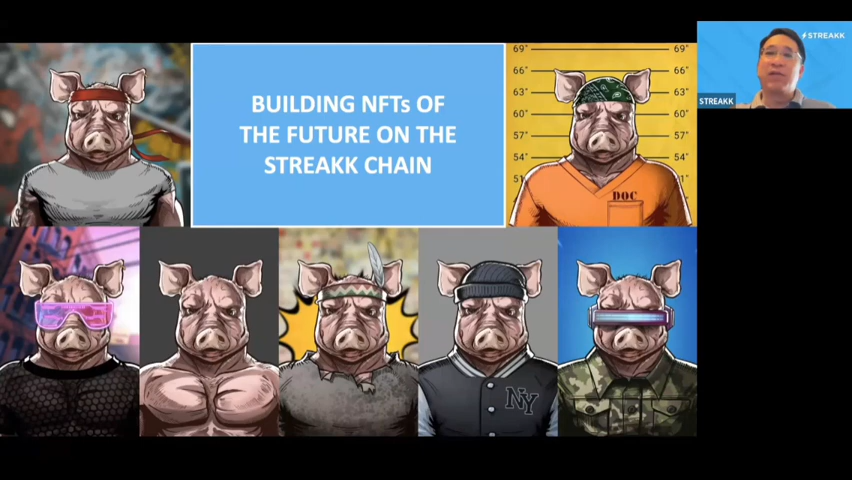 BUILDING NFTs OF
THE FUTURE ON THE
STREAKK CHAIN
69" 69"
66" 66"
63" 63"
60" 60"
57" 57"
54" 54"
51"
DOC
NY
STREAKK
STREAKK